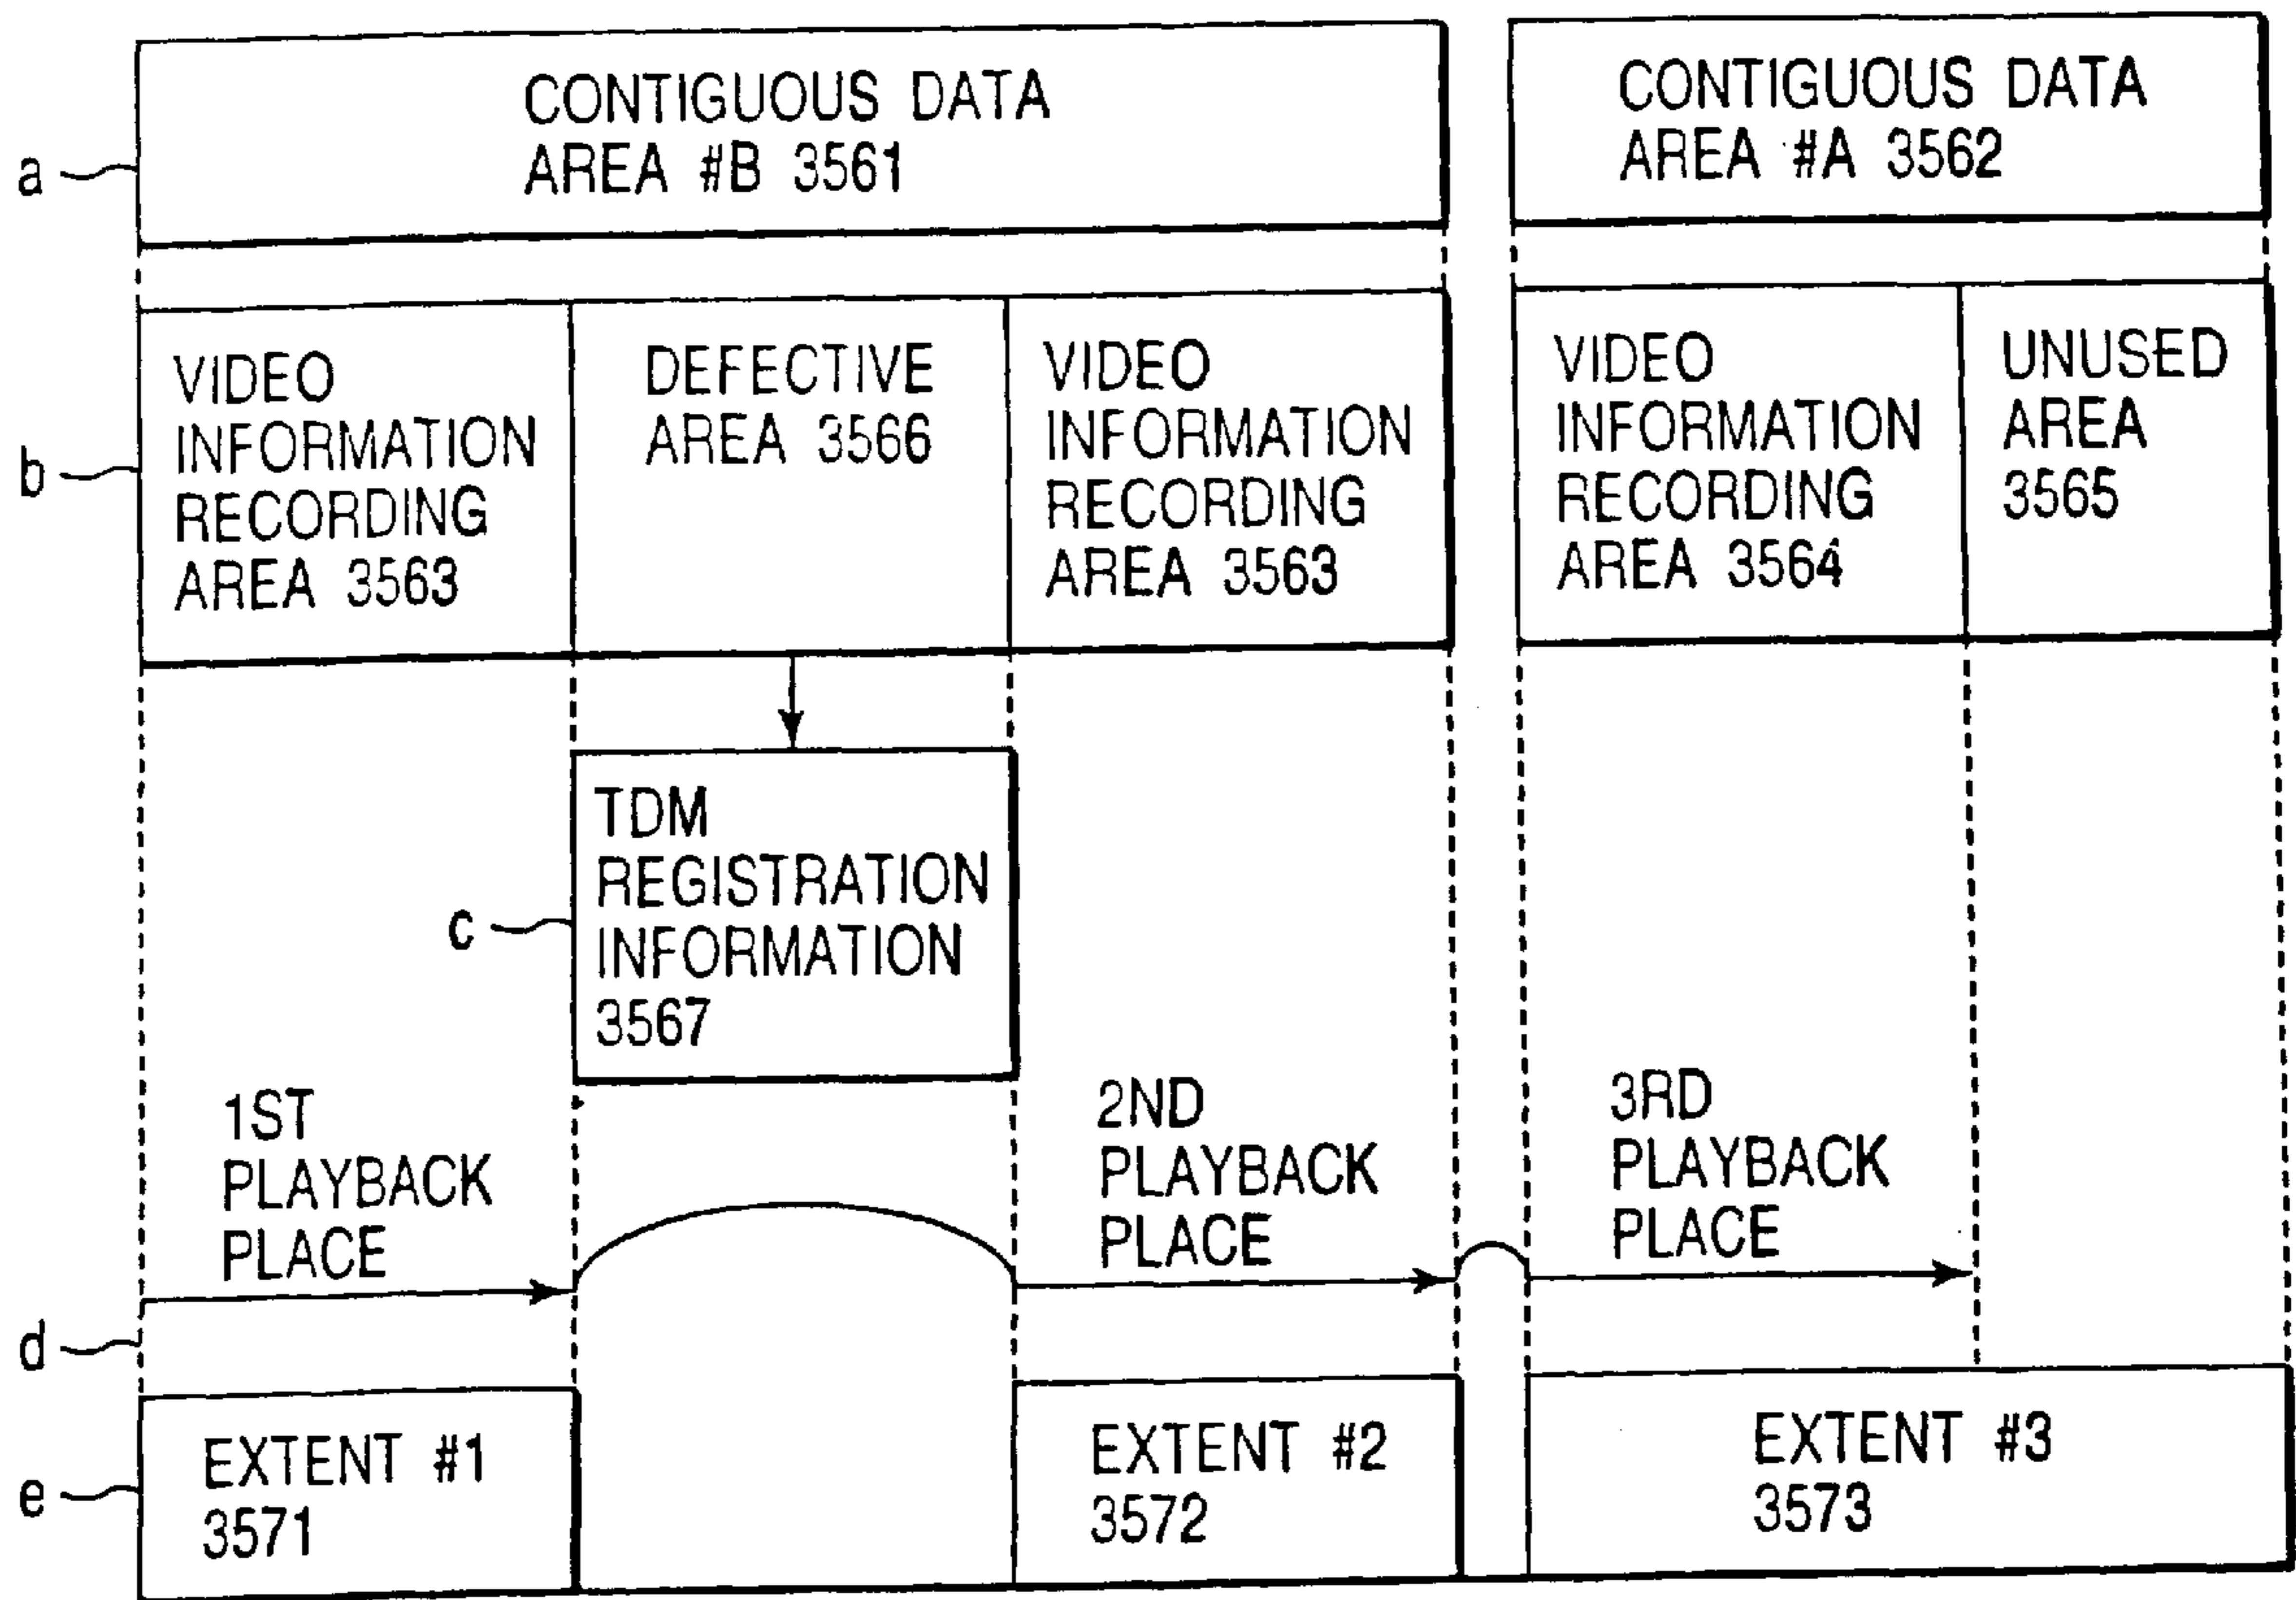 CONTIGUOUS DATA
AREA #B 3561
CONTIGUOUS DATA
AREA #A 3562
a
VIDEO
INFORMATION
RECORDING
AREA 3563
DEFECTIVE
AREA 3566
VIDEO
INFORMATION
RECORDING
AREA 3563
VIDEO
INFORMATION
RECORDING
AREA 3564
UNUSED
AREA
3565
b
TDM
REGISTRATION
INFORMATION
3567
c
1ST
PLAYBACK
PLACE
2ND
PLAYBACK
PLACE
3RD
PLAYBACK
PLACE
d
EXTENT #1
3571
EXTENT #2
3572
EXTENT #3
3573
e